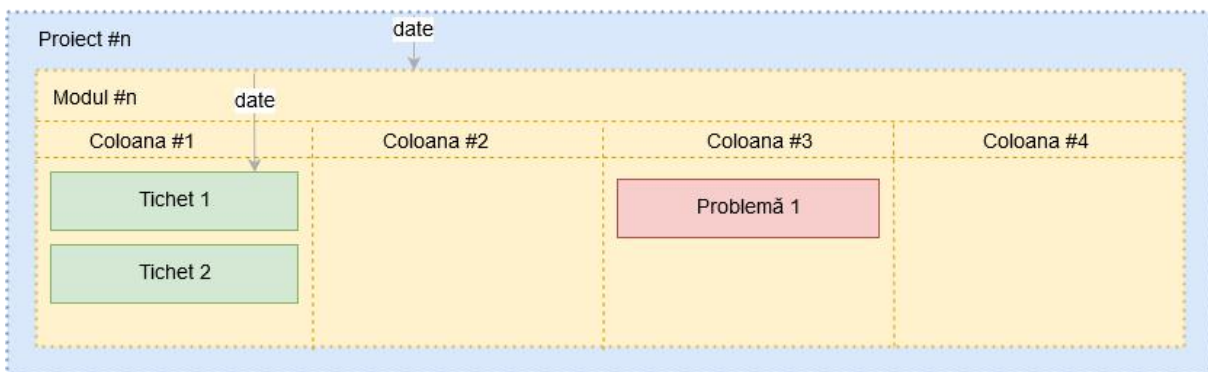 Proiect #n
date
Modul #n
date
Coloana #1
Coloana #2
Coloana #3
Coloana #4
Tichet 1
Problemă 1
Tichet 2